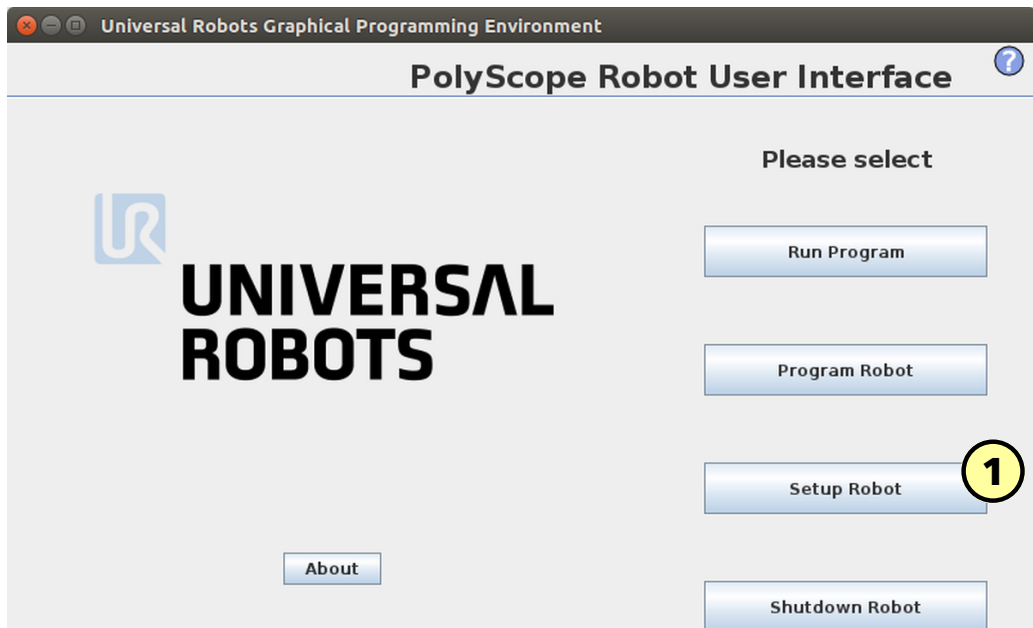 Universal Robots Graphical Programming Environment
PolyScope Robot User Interface
?
Please select
UR
UNIVERSAL
ROBOTS
Run Program
Program Robot
Setup Robot
1
About
Shutdown Robot